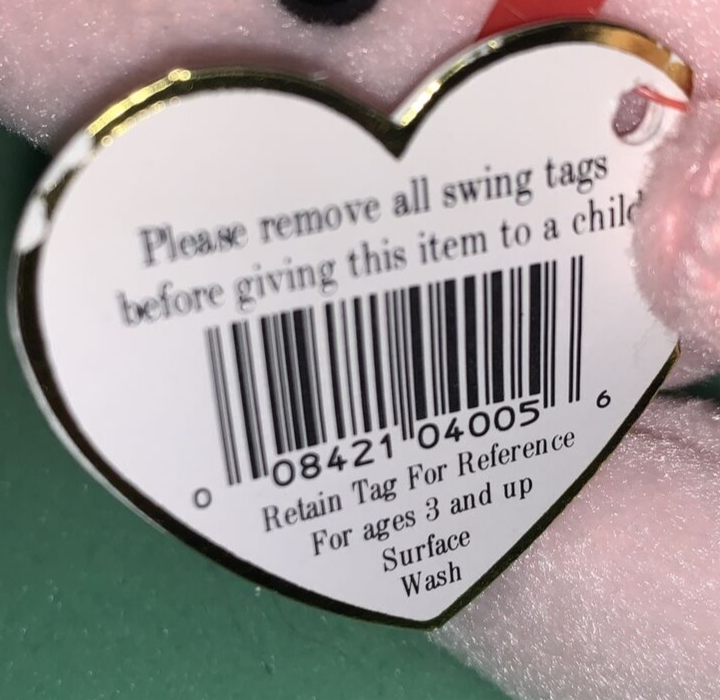 Please remove all swing tags
before giving this item to a child
0 08421 04005 6
Retain Tag For Reference
For ages 3 and up
Surface
Wash